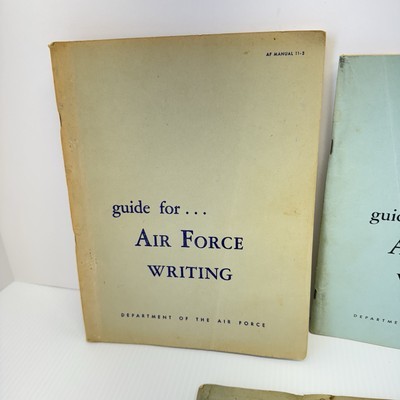 AF MANUAL 11-3
guide for...
AIR FORCE
WRITING
DEPARTMENT OF THE AIR FORCE